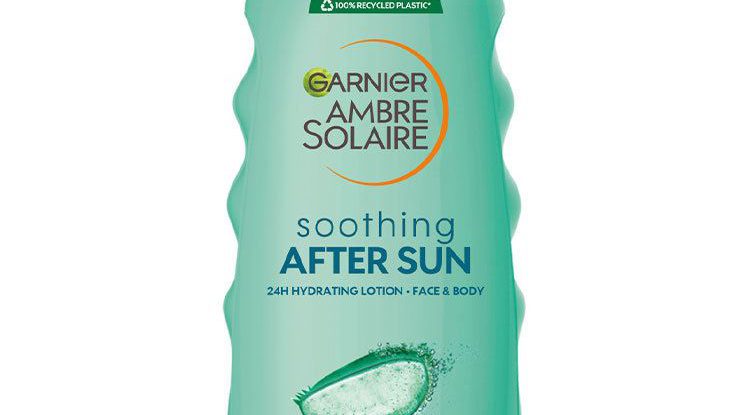 100% RECYCLED PLASTIC*
GARNIER
AMBRE
SOLAIRE
soothing
AFTER SUN
24H HYDRATING LOTION • FACE & BODY